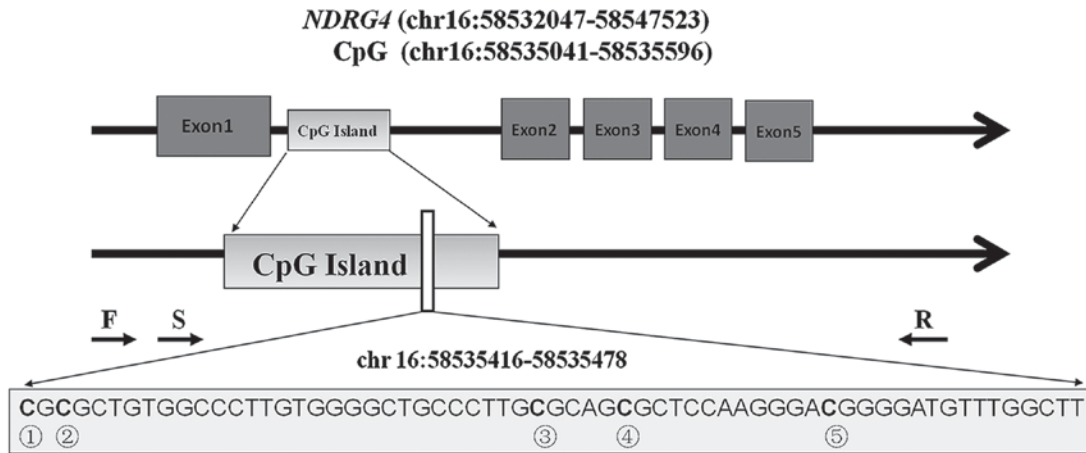 NDRG4 (chr16:58532047-58547523)
CpG (chr16:58535041-58535596)
Exon1 CpG Island Exon2 Exon3 Exon4 Exon5
CpG Island
F S R
chr 16:58535416-58535478
CGCGCTGTGGCCCTTGTGGGGCTGCCCTTGCGCAGCGCTCCAAGGGACGGGGATGTTTGGCTT
① ② ③ ④ ⑤